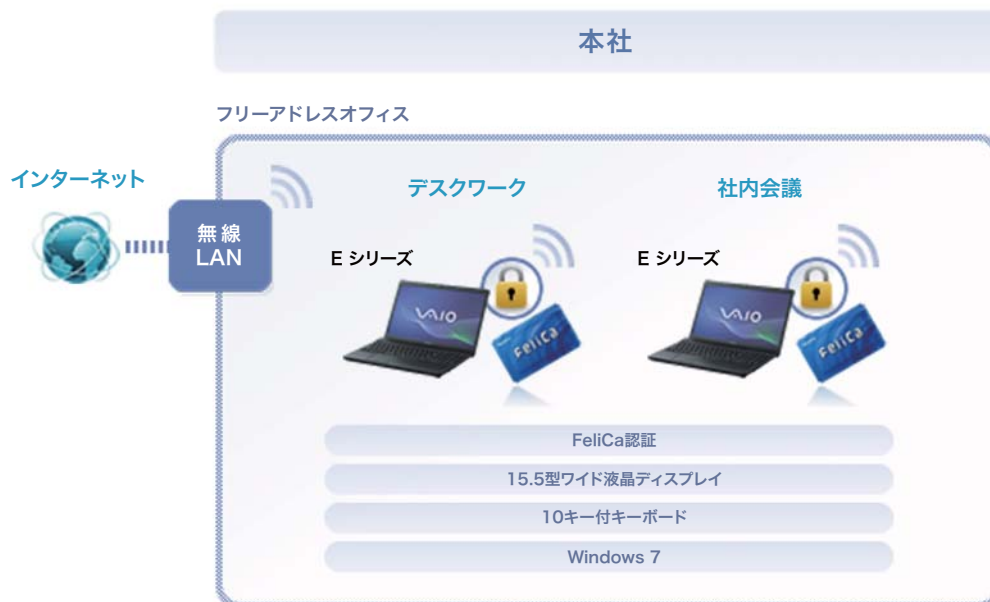 本社
フリーアドレスオフィス
インターネット
無線
LAN
デスクワーク
社内会議
E シリーズ
E シリーズ
VAIO
VAIO
FeliCa
FeliCa
FeliCa認証
15.5型ワイド液晶ディスプレイ
10キー付キーボード
Windows 7